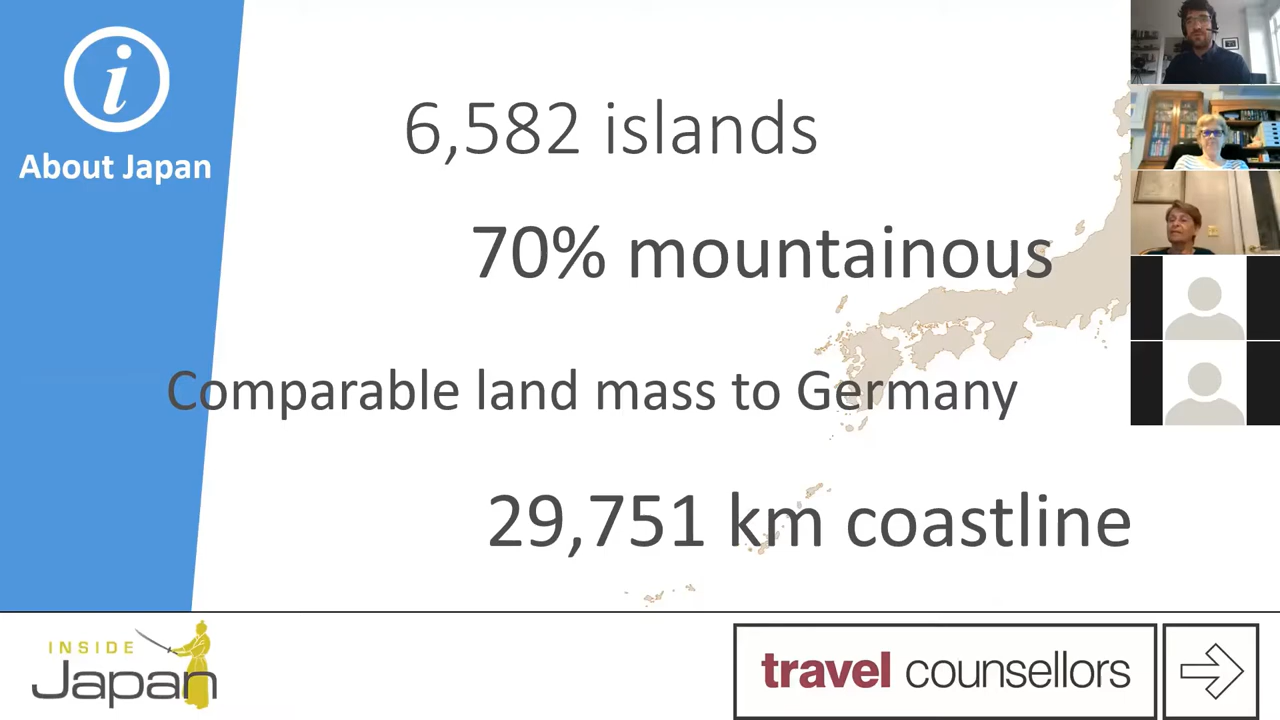 i
About Japan
6,582 islands
70% mountainous
Comparable land mass to Germany
29,751 km coastline
INSIDE
Japan
travel counsellors